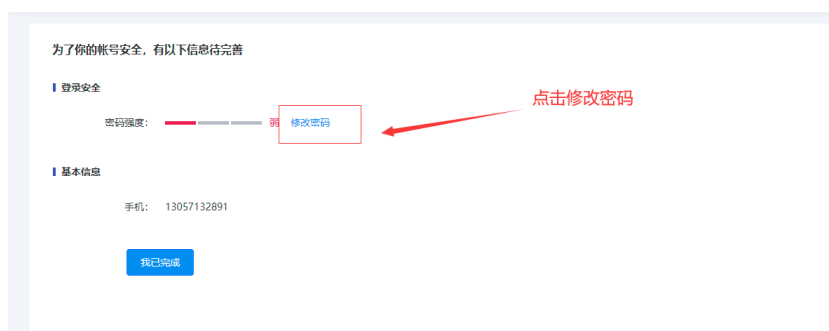 为了你的帐号安全，有以下信息待完善
登录安全
密码强度： 弱 修改密码
点击修改密码
基本信息
手机： 13057132891
我已完成